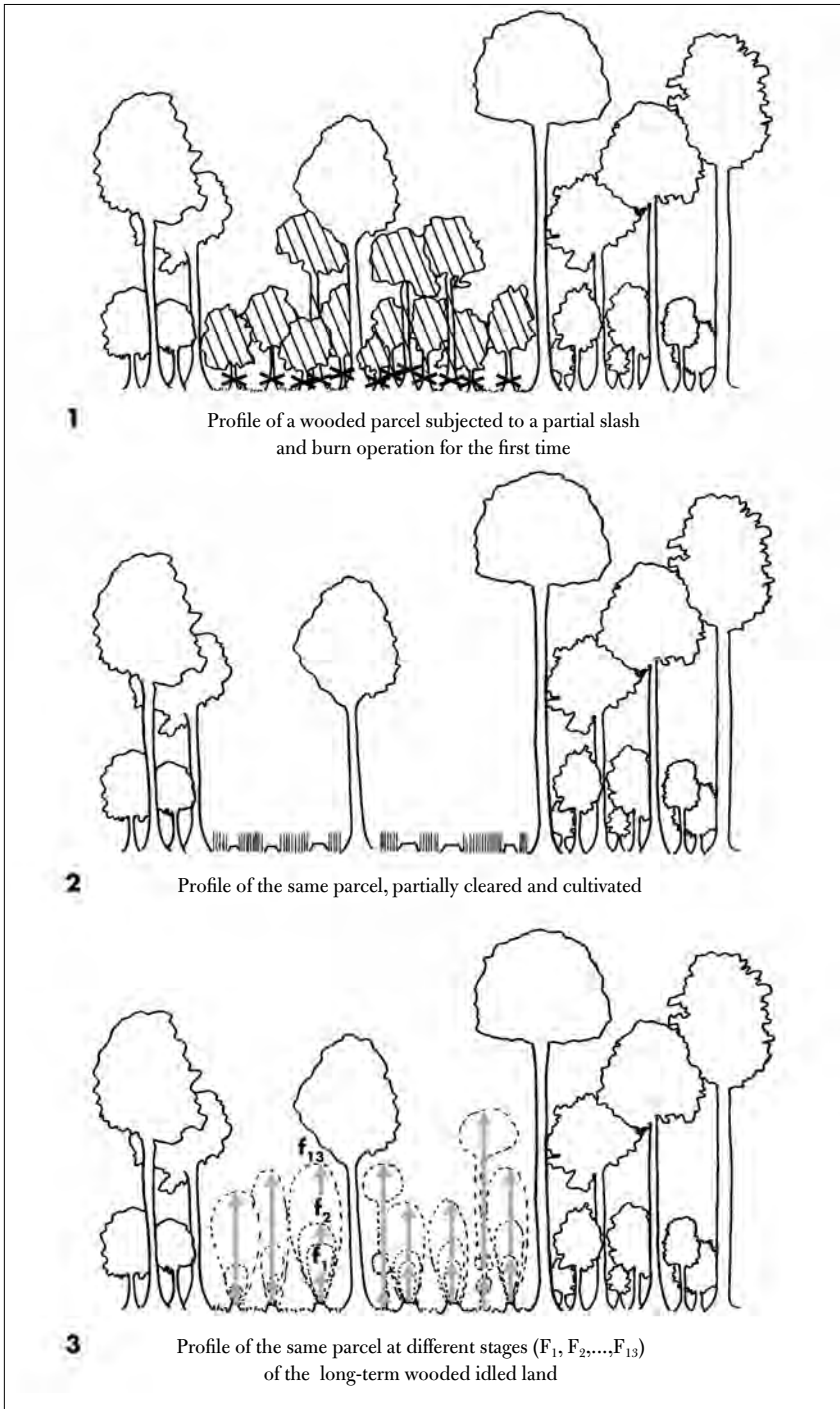 1
Profile of a wooded parcel subjected to a partial slash
and burn operation for the first time
2
Profile of the same parcel, partially cleared and cultivated
f13
f2
f1
3
Profile of the same parcel at different stages (F1, F2,...,F13)
of the long-term wooded idled land